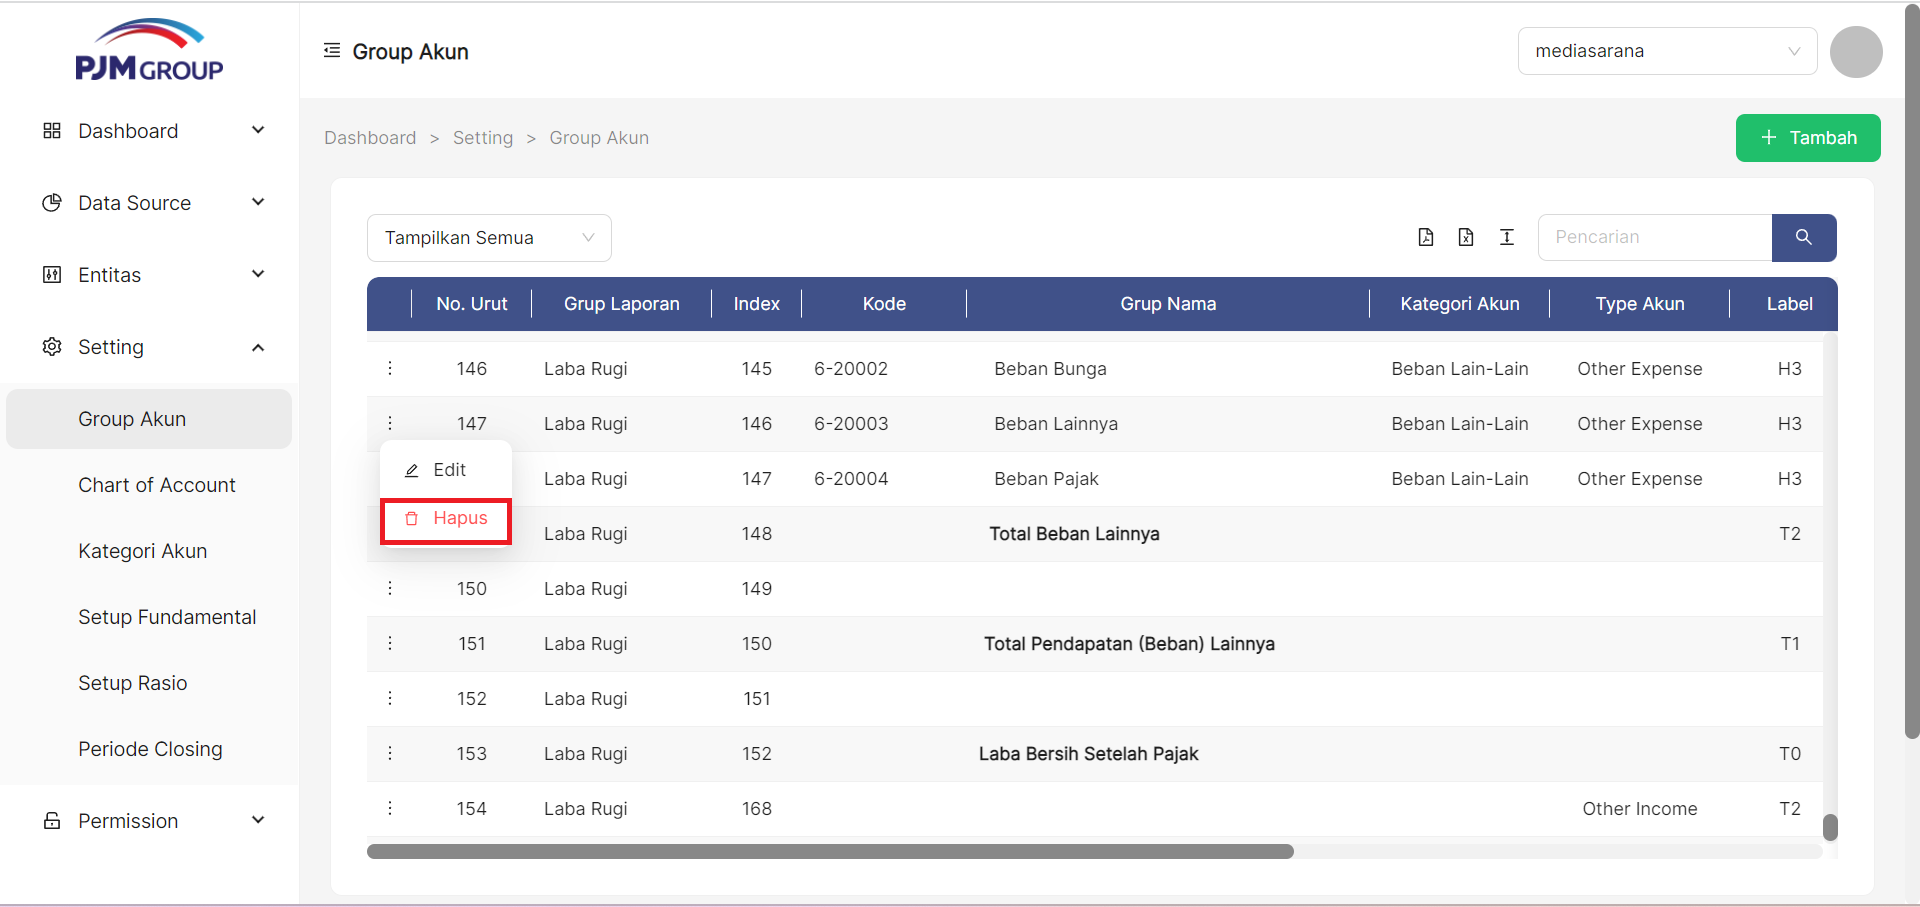 PJM GROUP
Group Akun
mediasarana
Dashboard
Data Source
Entitas
Setting
Group Akun
Chart of Account
Kategori Akun
Setup Fundamental
Setup Rasio
Periode Closing
Permission
Dashboard > Setting > Group Akun
+ Tambah
Tampilkan Semua
Pencarian
No. Urut Grup Laporan Index Kode Grup Nama Kategori Akun Type Akun Label
146 Laba Rugi 145 6-20002 Beban Bunga Beban Lain-Lain Other Expense H3
147 Laba Rugi 146 6-20003 Beban Lainnya Beban Lain-Lain Other Expense H3
Edit
Laba Rugi 147 6-20004 Beban Pajak Beban Lain-Lain Other Expense H3
Hapus
Laba Rugi 148 Total Beban Lainnya T2
150 Laba Rugi 149
151 Laba Rugi 150 Total Pendapatan (Beban) Lainnya T1
152 Laba Rugi 151
153 Laba Rugi 152 Laba Bersih Setelah Pajak T0
154 Laba Rugi 168 Other Income T2